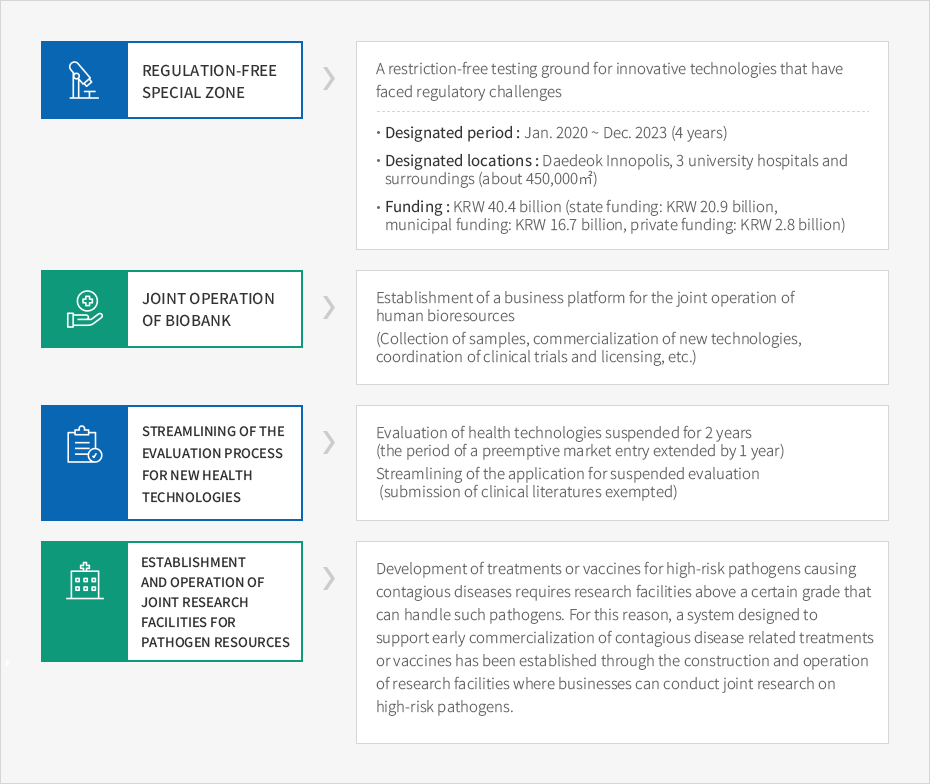 REGULATION-FREE
SPECIAL ZONE
A restriction-free testing ground for innovative technologies that have
faced regulatory challenges
• Designated period : Jan. 2020 ~ Dec. 2023 (4 years)
• Designated locations : Daedeok Innopolis, 3 university hospitals and
surroundings (about 450,000㎡)
• Funding : KRW 40.4 billion (state funding: KRW 20.9 billion,
municipal funding: KRW 16.7 billion, private funding: KRW 2.8 billion)
JOINT OPERATION
OF BIOBANK
Establishment of a business platform for the joint operation of
human bioresources
(Collection of samples, commercialization of new technologies,
coordination of clinical trials and licensing, etc.)
STREAMLINING OF THE
EVALUATION PROCESS
FOR NEW HEALTH
TECHNOLOGIES
Evaluation of health technologies suspended for 2 years
(the period of a preemptive market entry extended by 1 year)
Streamlining of the application for suspended evaluation
(submission of clinical literatures exempted)
ESTABLISHMENT
AND OPERATION OF
JOINT RESEARCH
FACILITIES FOR
PATHOGEN RESOURCES
Development of treatments or vaccines for high-risk pathogens causing
contagious diseases requires research facilities above a certain grade that
can handle such pathogens. For this reason, a system designed to
support early commercialization of contagious disease related treatments
or vaccines has been established through the construction and operation
of research facilities where businesses can conduct joint research on
high-risk pathogens.